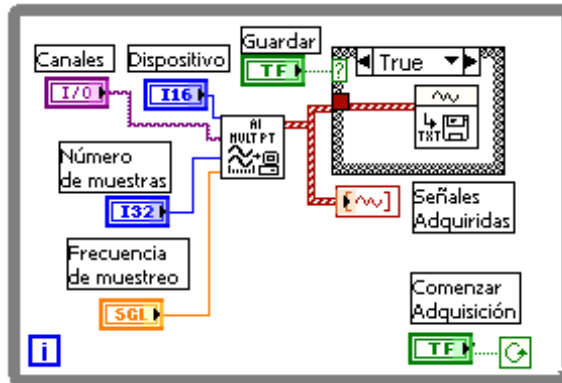 Canales
I/O
Dispositivo
I16
Guardar
TF
?
True
AI
MULT PT
TXT
Número
de muestras
I32
Frecuencia
de muestreo
SGL
Señales
Adquiridas
Comenzar
Adquisición
TF
i